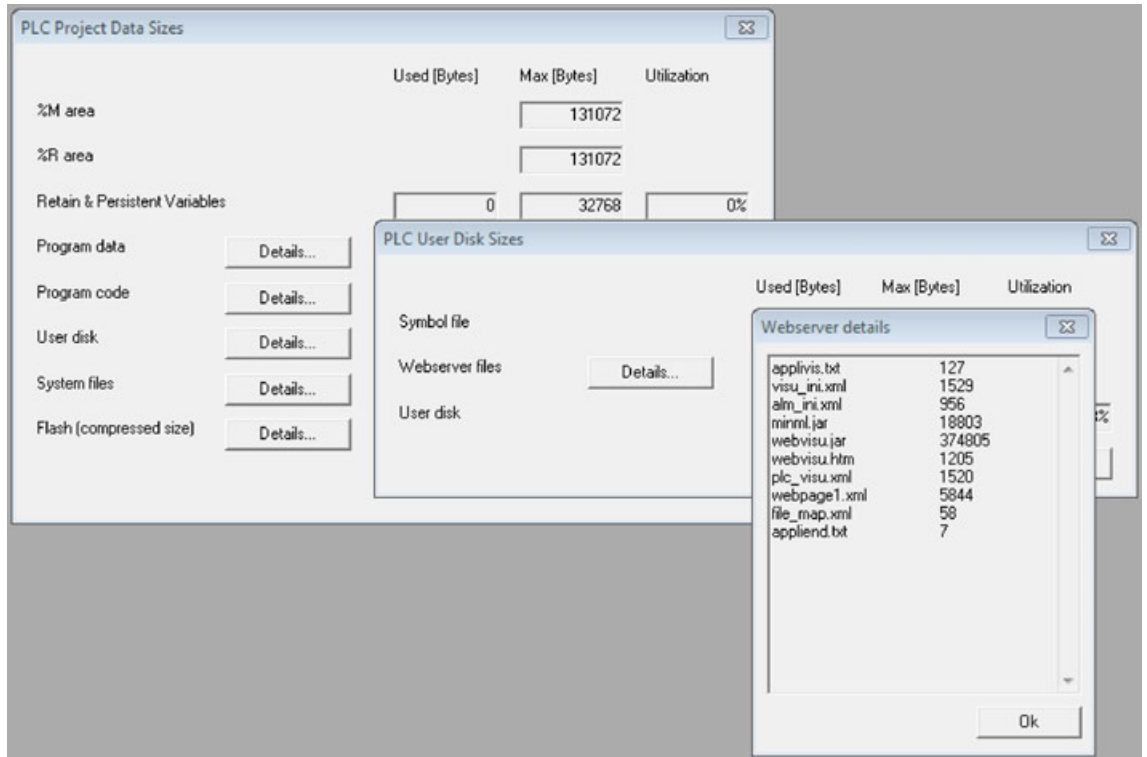 PLC Project Data Sizes
Used [Bytes] Max [Bytes] Utilization
%M area 131072
%R area 131072
Retain & Persistent Variables 0 32768 0%
Program data Details...
Program code Details...
User disk Details...
System files Details...
Flash (compressed size) Details...
PLC User Disk Sizes
Used [Bytes] Max [Bytes] Utilization
Symbol file
Webserver files Details...
User disk %
Webserver details
applivis.txt 127
visu_ini.xml 1529
alm_ini.xml 956
minml.jar 18803
webvisu.jar 374805
webvisu.htm 1205
plc_visu.xml 1520
webpage1.xml 5844
file_map.xml 58
appliend.txt 7
Ok